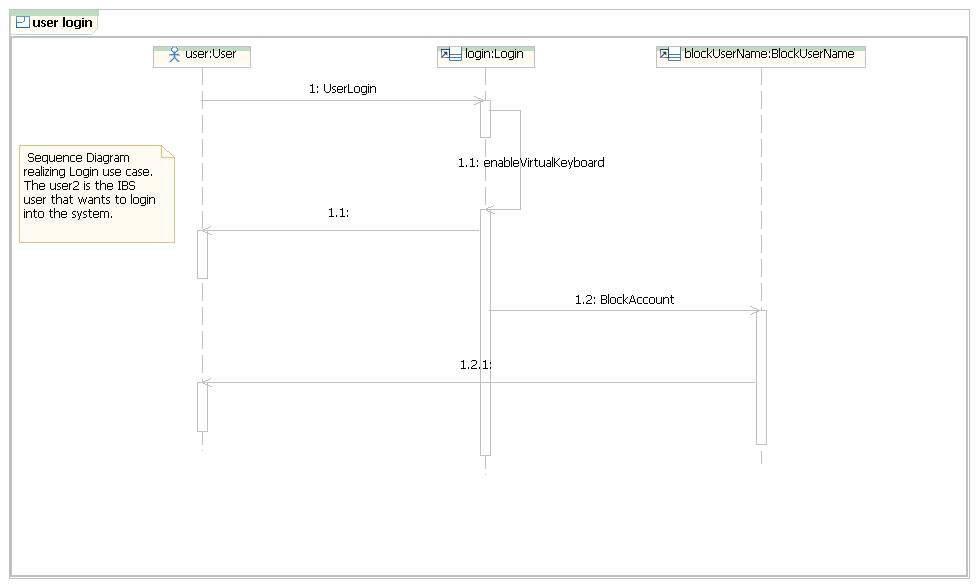 user login
user:User
login:Login
blockUserName:BlockUserName
1: UserLogin
Sequence Diagram
realizing Login use case.
The user2 is the IBS
user that wants to login
into the system.
1.1: enableVirtualKeyboard
1.1:
1.2: BlockAccount
1.2.1: